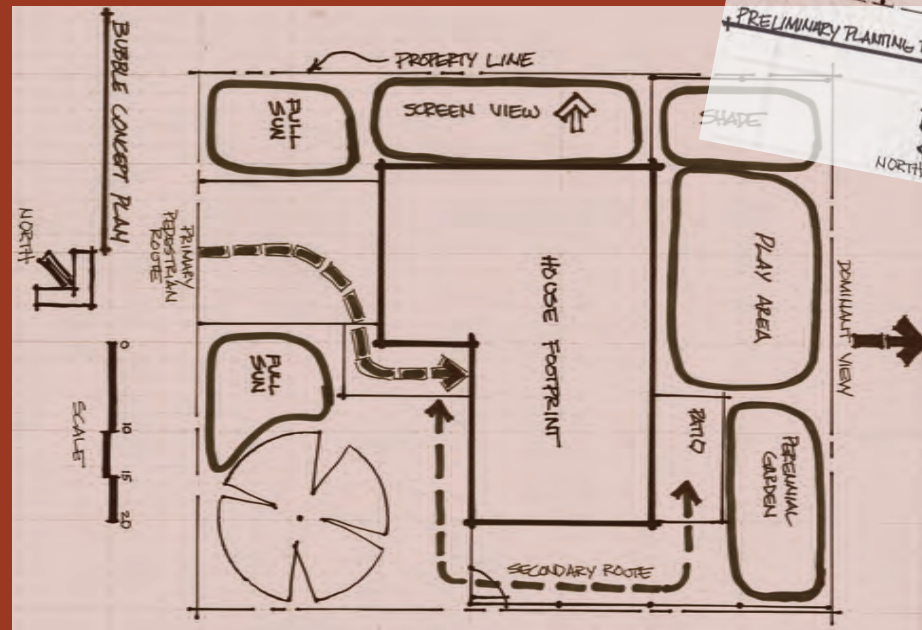 PRELIMINARY PLANTING
NORTH
BUBBLE CONCEPT PLAN
NORTH
SCALE
0
10
15
20
PROPERTY LINE
FULL
SUN
SCREEN VIEW
SHADE
PRIMARY
PEDESTRIAN
ROUTE
HOUSE FOOTPRINT
PLAY AREA
DOMINANT VIEW
FULL
SUN
PATIO
PERENNIAL
GARDEN
SECONDARY ROUTE